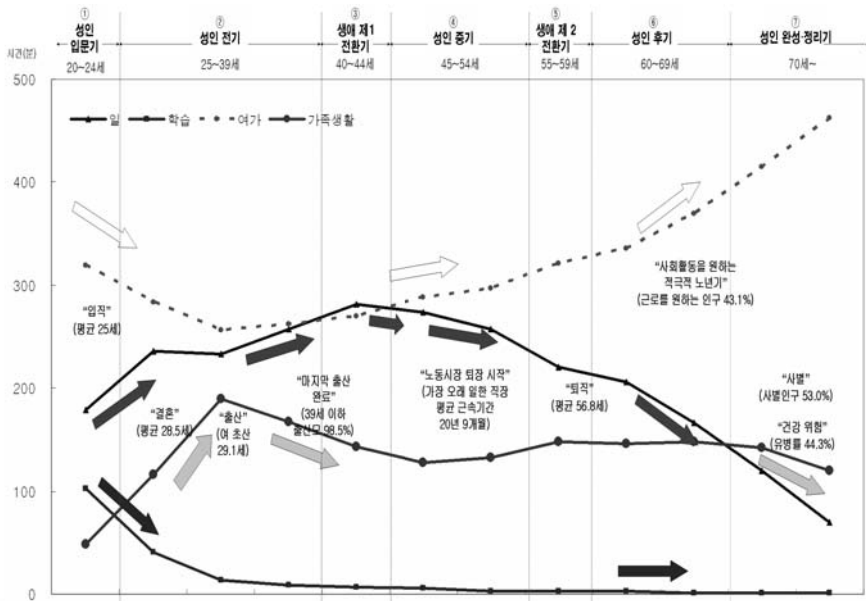 ① ② ③ ④ ⑤ ⑥ ⑦
성인 입문기 성인 전기 생애 제1 전환기 성인 중기 생애 제 2 전환기 성인 후기 성인 완성·정리기
시간(분) 20~24세 25~39세 40~44세 45~54세 55~59세 60~69세 70세~
500
일 학습 여가 가족생활
400
300
200
100
0
“입직”
(평균 25세)
“결혼”
(평균 28.5세)
“출산”
(여 초산
29.1세)
“마지막 출산
완료”
(39세 이하
출산모 98.5%)
“노동시장 퇴장 시작”
(가장 오래 일한 직장
평균 근속기간
20년 9개월)
“퇴직”
(평균 56.8세)
“사회활동을 원하는
적극적 노년기”
(근로를 원하는 인구 43.1%)
“사별”
(사별인구 53.0%)
“건강 위험”
(유병률 44.3%)